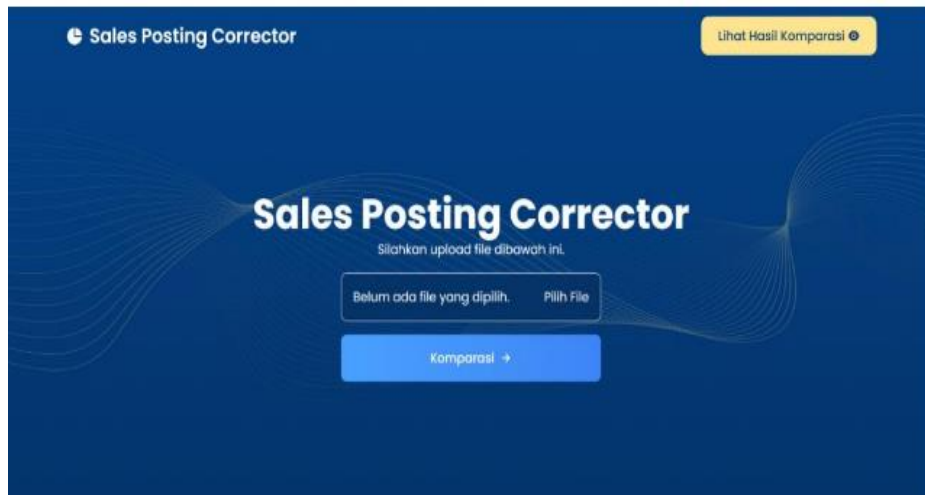 Sales Posting Corrector
Lihat Hasil Komparasi
Sales Posting Corrector
Silahkan upload file dibawah ini.
Belum ada file yang dipilih. Pilih File
Komparasi →